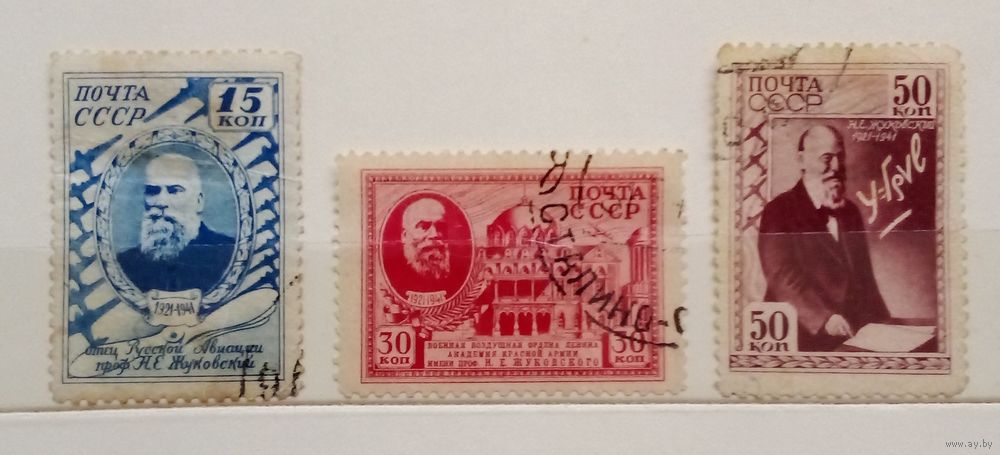 ПОЧТА
СССР
15
КОП
1921-1941
отец Русской Авиации
проф. Н.Е. Жуковский
ПОЧТА
СССР
1921-1941
30
КОП
30
КОП
ВОЕННАЯ ВОЗДУШНАЯ ОРДЕНА ЛЕНИНА
АКАДЕМИЯ КРАСНОЙ АРМИИ
ИМЕНИ ПРОФ. Н. Е. ЖУКОВСКОГО
ПОЧТА
СССР
50
КОП
Н.Е. ЖУКОВСКИЙ
1921-1941
50
КОП
www.ay.by